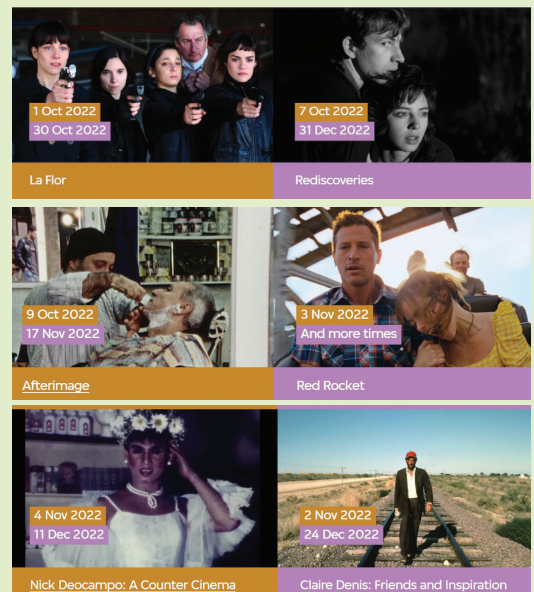 1 Oct 2022
30 Oct 2022
La Flor
7 Oct 2022
31 Dec 2022
Rediscoveries
9 Oct 2022
17 Nov 2022
Afterimage
3 Nov 2022
And more times
Red Rocket
4 Nov 2022
11 Dec 2022
Nick Deocampo: A Counter Cinema
2 Nov 2022
24 Dec 2022
Claire Denis: Friends and Inspiration